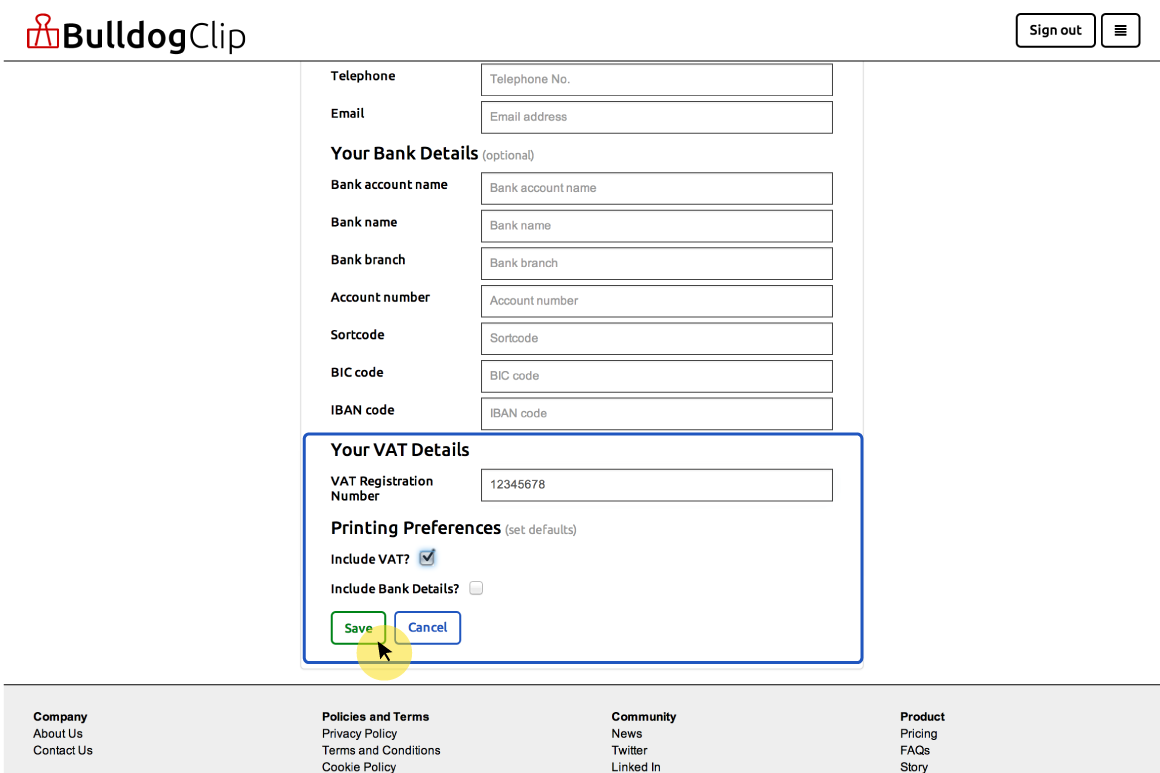 BulldogClip
Sign out
Telephone
Telephone No.
Email
Email address
Your Bank Details (optional)
Bank account name
Bank account name
Bank name
Bank name
Bank branch
Bank branch
Account number
Account number
Sortcode
Sortcode
BIC code
BIC code
IBAN code
IBAN code
Your VAT Details
VAT Registration
Number
12345678
Printing Preferences (set defaults)
Include VAT?
Include Bank Details?
Save
Cancel
Company
About Us
Contact Us
Policies and Terms
Privacy Policy
Terms and Conditions
Cookie Policy
Community
News
Twitter
Linked In
Product
Pricing
FAQs
Story